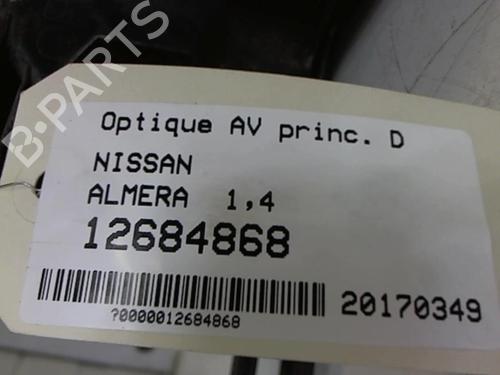 B-PARTS
Optique AV princ. D
NISSAN
ALMERA 1,4
12684868
20170349
?0000012684868